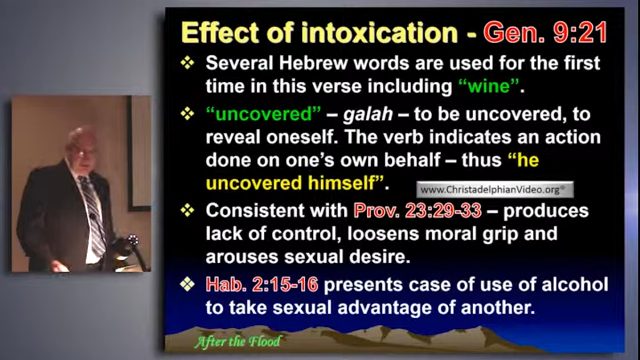 Effect of intoxication - Gen. 9:21
❖ Several Hebrew words are used for the first
time in this verse including “wine”.
❖ “uncovered” – galah – to be uncovered, to
reveal oneself. The verb indicates an action
done on one’s own behalf – thus “he
uncovered himself”.
www.ChristadelphianVideo.org®
❖ Consistent with Prov. 23:29-33 – produces
lack of control, loosens moral grip and
arouses sexual desire.
❖ Hab. 2:15-16 presents case of use of alcohol
to take sexual advantage of another.
After the Flood